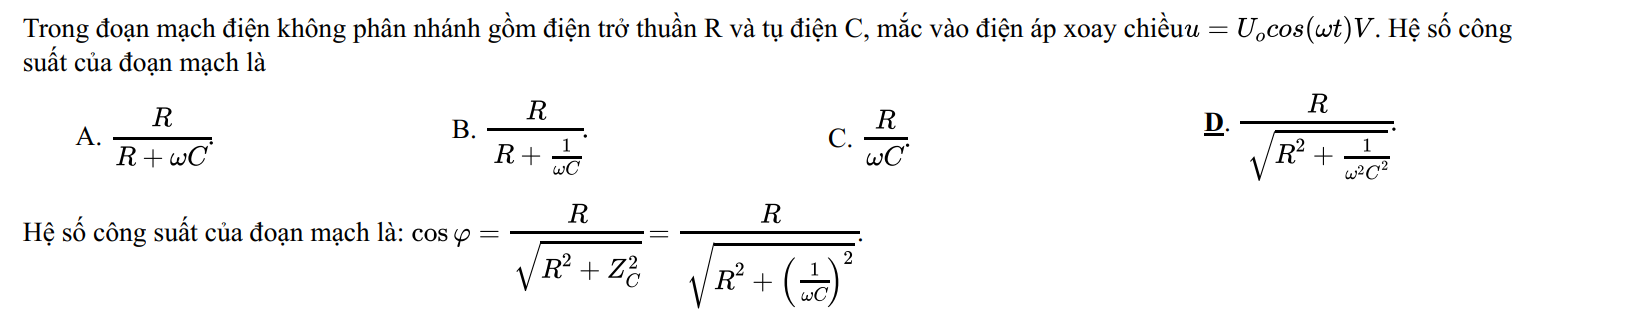 Trong đoạn mạch điện không phân nhánh gồm điện trở thuần R và tụ điện C, mắc vào điện áp xoay chiều$u = U_o cos(\omega t)V$. Hệ số công
suất của đoạn mạch là
A. $\frac{R}{R + \omega C}$. B. $\frac{R}{R + \frac{1}{\omega C}}$. C. $\frac{R}{\omega C}$. D. $\frac{R}{\sqrt{R^2 + \frac{1}{\omega^2 C^2}}}$.
Hệ số công suất của đoạn mạch là: $\cos \varphi = \frac{R}{\sqrt{R^2 + Z_C^2}} = \frac{R}{\sqrt{R^2 + \left(\frac{1}{\omega C}\right)^2}}$.